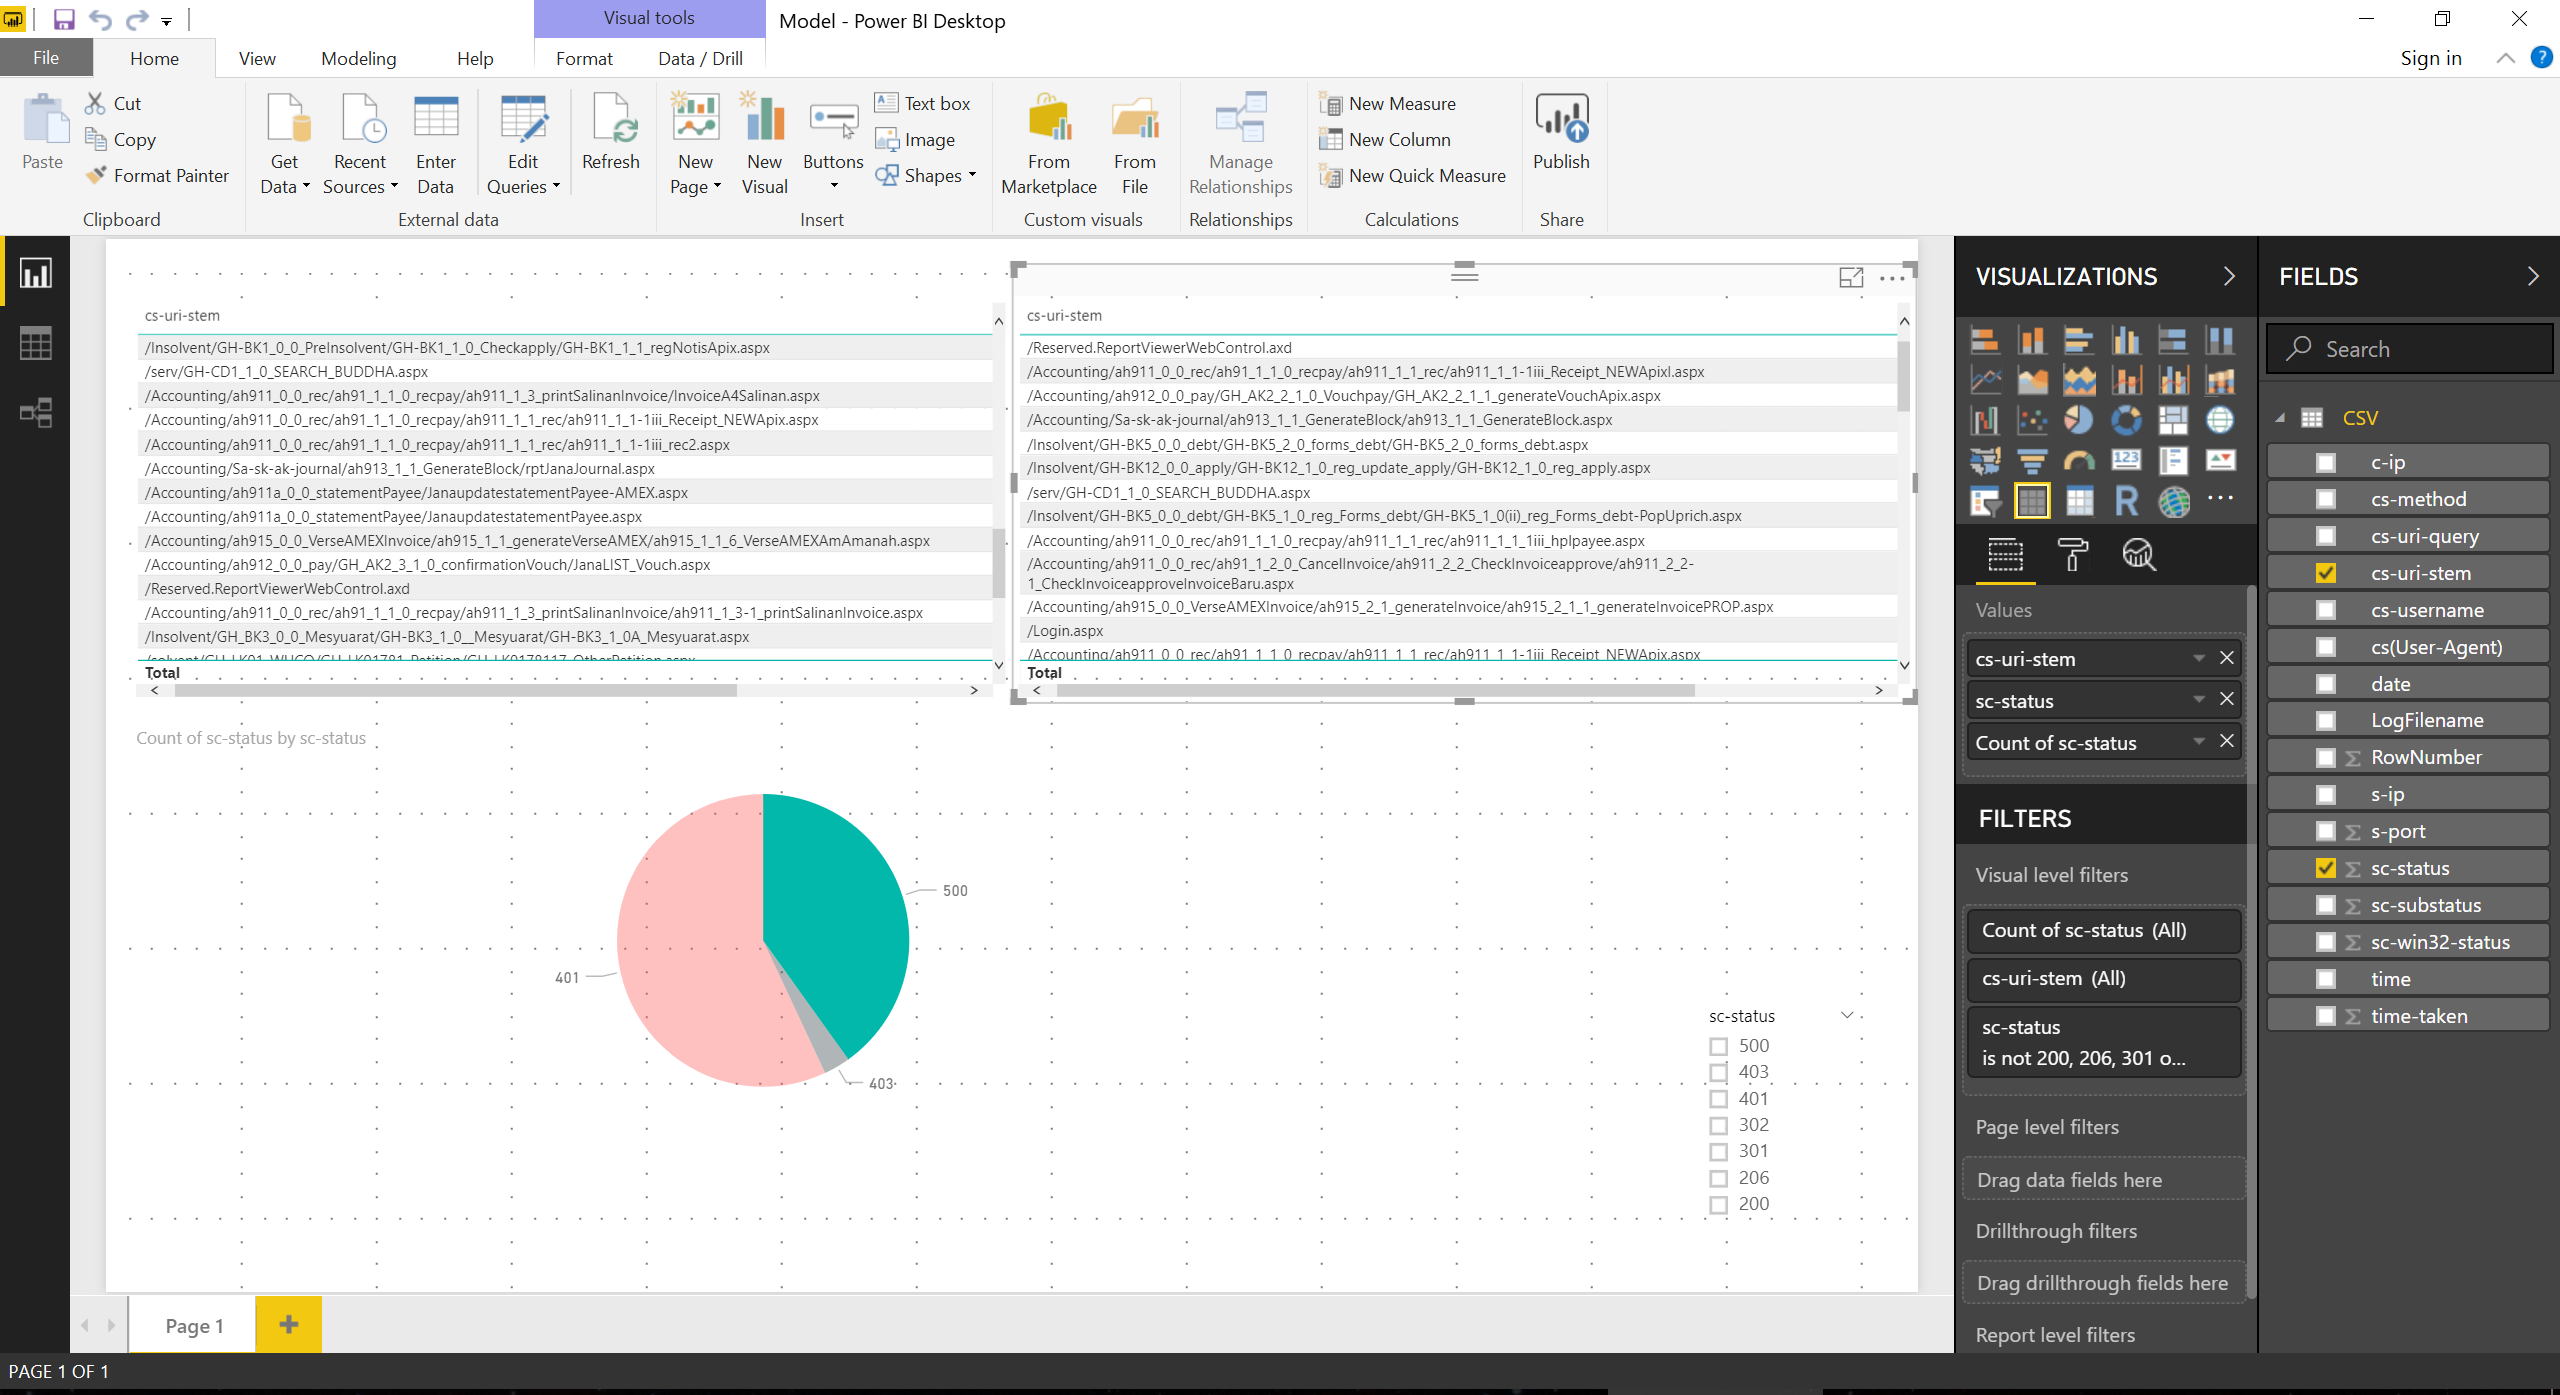 Visual tools
Model - Power BI Desktop
File
Home
View
Modeling
Help
Format
Data / Drill
Sign in
Paste
Cut
Copy
Format Painter
Clipboard
Get Data
Recent Sources
Enter Data
Edit Queries
Refresh
External data
New Page
New Visual
Buttons
Text box
Image
Shapes
Insert
From Marketplace
From File
Custom visuals
Manage Relationships
Relationships
New Measure
New Column
New Quick Measure
Calculations
Publish
Share
cs-uri-stem
/Insolvent/GH-BK1_0_0_PreInsolvent/GH-BK1_1_0_Checkapply/GH-BK1_1_1_regNotisApix.aspx
/serv/GH-CD1_1_0_SEARCH_BUDDHA.aspx
/Accounting/ah911_0_0_rec/ah91_1_1_0_recpay/ah911_1_3_printSalinanInvoice/InvoiceA4Salinan.aspx
/Accounting/ah911_0_0_rec/ah91_1_1_0_recpay/ah911_1_1_rec/ah911_1_1-1iii_Receipt_NEWApix.aspx
/Accounting/ah911_0_0_rec/ah91_1_1_0_recpay/ah911_1_1_rec/ah911_1_1-1iii_rec2.aspx
/Accounting/Sa-sk-ak-journal/ah913_1_1_GenerateBlock/rptJanaJournal.aspx
/Accounting/ah911a_0_0_statementPayee/JanaupdatestatementPayee-AMEX.aspx
/Accounting/ah911a_0_0_statementPayee/JanaupdatestatementPayee.aspx
/Accounting/ah915_0_0_VerseAMEXInvoice/ah915_1_1_generateVerseAMEX/ah915_1_1_6_VerseAMEXAmAmanah.aspx
/Accounting/ah912_0_0_pay/GH_AK2_3_1_0_confirmationVouch/JanaLIST_Vouch.aspx
/Reserved.ReportViewerWebControl.axd
/Accounting/ah911_0_0_rec/ah91_1_1_0_recpay/ah911_1_3_printSalinanInvoice/ah911_1_3-1_printSalinanInvoice.aspx
/Insolvent/GH_BK3_0_0_Mesyuarat/GH-BK3_1_0__Mesyuarat/GH-BK3_1_0A_Mesyuarat.aspx
Total
cs-uri-stem
/Reserved.ReportViewerWebControl.axd
/Accounting/ah911_0_0_rec/ah91_1_1_0_recpay/ah911_1_1_rec/ah911_1_1-1iii_Receipt_NEWApixI.aspx
/Accounting/ah912_0_0_pay/GH_AK2_2_1_0_Vouchpay/GH_AK2_2_1_1_generateVouchApix.aspx
/Accounting/Sa-sk-ak-journal/ah913_1_1_GenerateBlock/ah913_1_1_GenerateBlock.aspx
/Insolvent/GH-BK5_0_0_debt/GH-BK5_2_0_forms_debt/GH-BK5_2_0_forms_debt.aspx
/Insolvent/GH-BK12_0_0_apply/GH-BK12_1_0_reg_update_apply/GH-BK12_1_0_reg_apply.aspx
/serv/GH-CD1_1_0_SEARCH_BUDDHA.aspx
/Insolvent/GH-BK5_0_0_debt/GH-BK5_1_0_reg_Forms_debt/GH-BK5_1_0(ii)_reg_Forms_debt-PopUprich.aspx
/Accounting/ah911_0_0_rec/ah91_1_1_0_recpay/ah911_1_1_rec/ah911_1_1_1iii_hplpayee.aspx
/Accounting/ah911_0_0_rec/ah91_1_2_0_CancelInvoice/ah911_2_2_CheckInvoiceapprove/ah911_2_2-
1_CheckInvoiceapproveInvoiceBaru.aspx
/Accounting/ah915_0_0_VerseAMEXInvoice/ah915_2_1_generateInvoice/ah915_2_1_1_generateInvoicePROP.aspx
/Login.aspx
/Accounting/ah911_0_0_rec/ah91_1_1_0_recpay/ah911_1_1_rec/ah911_1_1-1iii_Receipt_NEWApix.aspx
Total
Count of sc-status by sc-status
500
401
403
sc-status
500
403
401
302
301
206
200
VISUALIZATIONS
123
R
Values
cs-uri-stem
sc-status
Count of sc-status
FILTERS
Visual level filters
Count of sc-status (All)
cs-uri-stem (All)
sc-status
is not 200, 206, 301 o...
Page level filters
Drag data fields here
Drillthrough filters
Drag drillthrough fields here
Report level filters
FIELDS
Search
CSV
c-ip
cs-method
cs-uri-query
cs-uri-stem
cs-username
cs(User-Agent)
date
LogFilename
RowNumber
s-ip
s-port
sc-status
sc-substatus
sc-win32-status
time
time-taken
Page 1
PAGE 1 OF 1